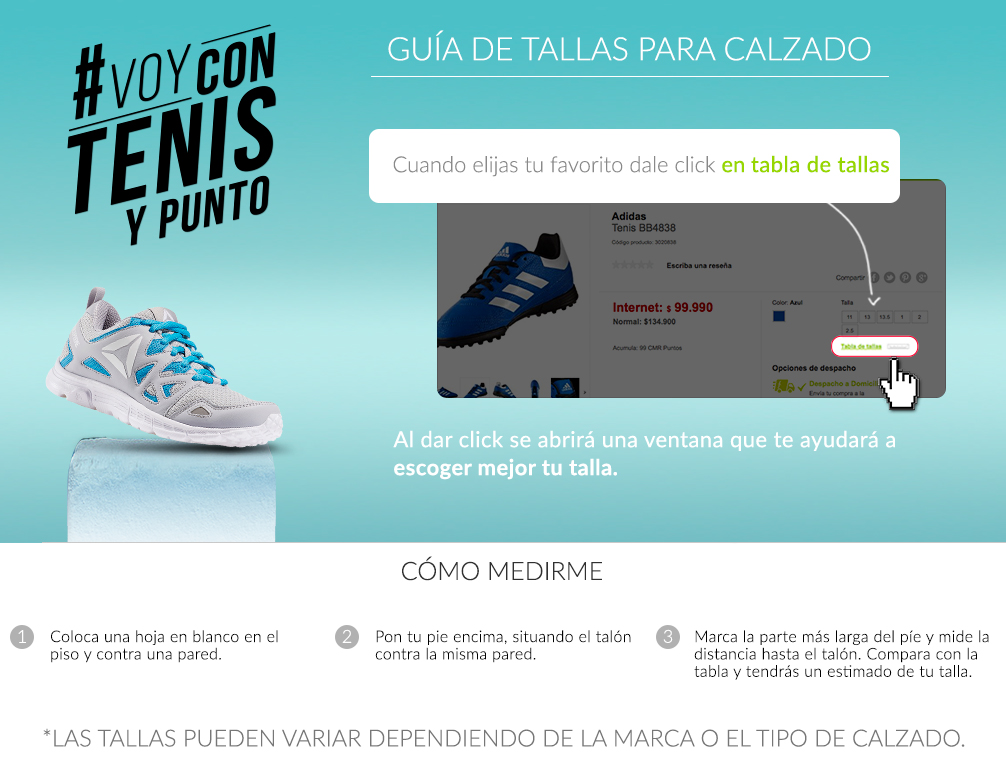 #VOY CON
TENIS
Y PUNTO
GUÍA DE TALLAS PARA CALZADO
Cuando elijas tu favorito dale click en tabla de tallas
Adidas
Tenis BB4838
Código producto: 3020838
Escriba una reseña
Compartir
Internet: $ 99.990
Normal: $134.900
Acumula: 99 CMR Puntos
Color: Azul
Talla
11 13 13.5 1 2
2.5
Tabla de tallas
Opciones de despacho
Despacho a Domicil
Envía tu compra a la
Al dar click se abrirá una ventana que te ayudará a
escoger mejor tu talla.
CÓMO MEDIRME
1 Coloca una hoja en blanco en el
piso y contra una pared.
2 Pon tu pie encima, situando el talón
contra la misma pared.
3 Marca la parte más larga del píe y mide la
distancia hasta el talón. Compara con la
tabla y tendrás un estimado de tu talla.
*LAS TALLAS PUEDEN VARIAR DEPENDIENDO DE LA MARCA O EL TIPO DE CALZADO.